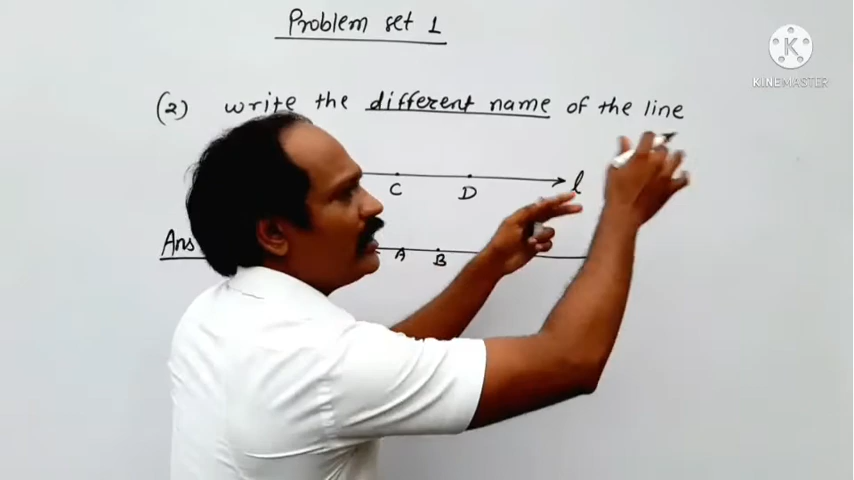 Problem set 1
K
KINEMASTER
(2) write the different name of the line
C D l
Ans
A B